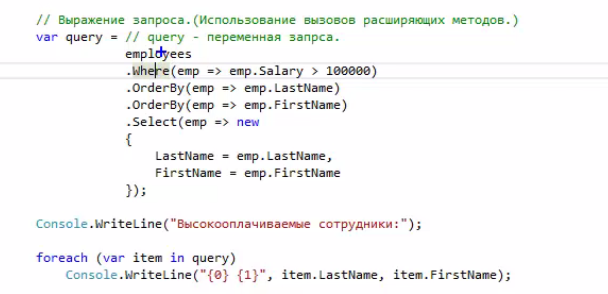 // Выражение запроса.(Использование вызовов расширяющих методов.)
var query = // query - переменная запрса.
employees
.Where(emp => emp.Salary > 100000)
.OrderBy(emp => emp.LastName)
.OrderBy(emp => emp.FirstName)
.Select(emp => new
{
LastName = emp.LastName,
FirstName = emp.FirstName
});
Console.WriteLine("Высокооплачиваемые сотрудники:");
foreach (var item in query)
Console.WriteLine("{0} {1}", item.LastName, item.FirstName);